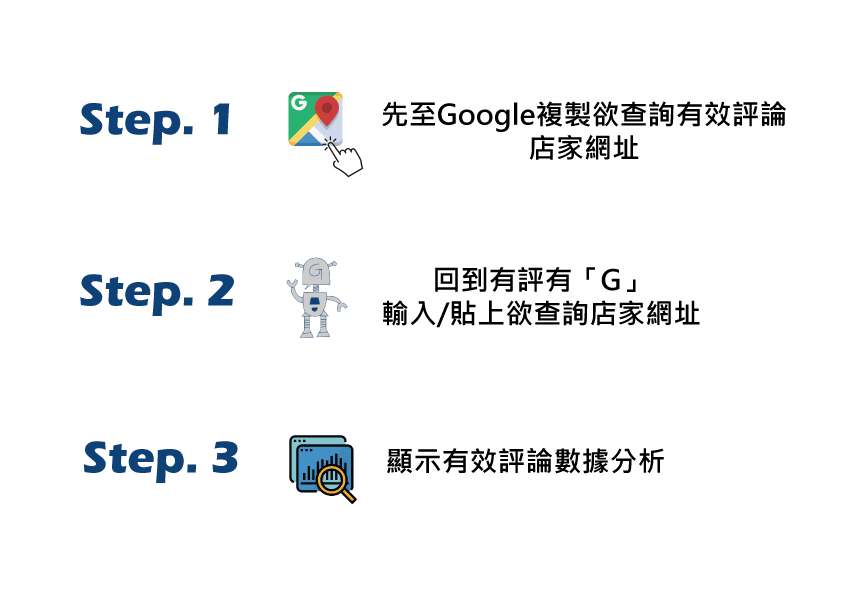 Step. 1
G
先至Google複製欲查詢有效評論
店家網址
Step. 2
G
回到有評有「G」
輸入/貼上欲查詢店家網址
Step. 3
顯示有效評論數據分析